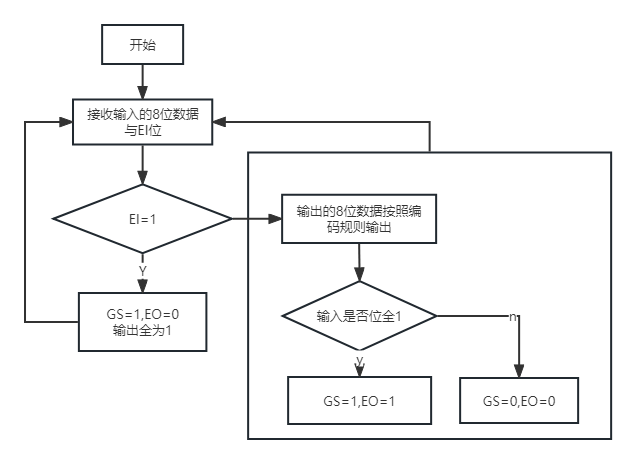 开始
接收输入的8位数据
与EI位
EI=1
Y
GS=1,EO=0
输出全为1
输出的8位数据按照编
码规则输出
输入是否位全1
n
y
GS=1,EO=1
GS=0,EO=0